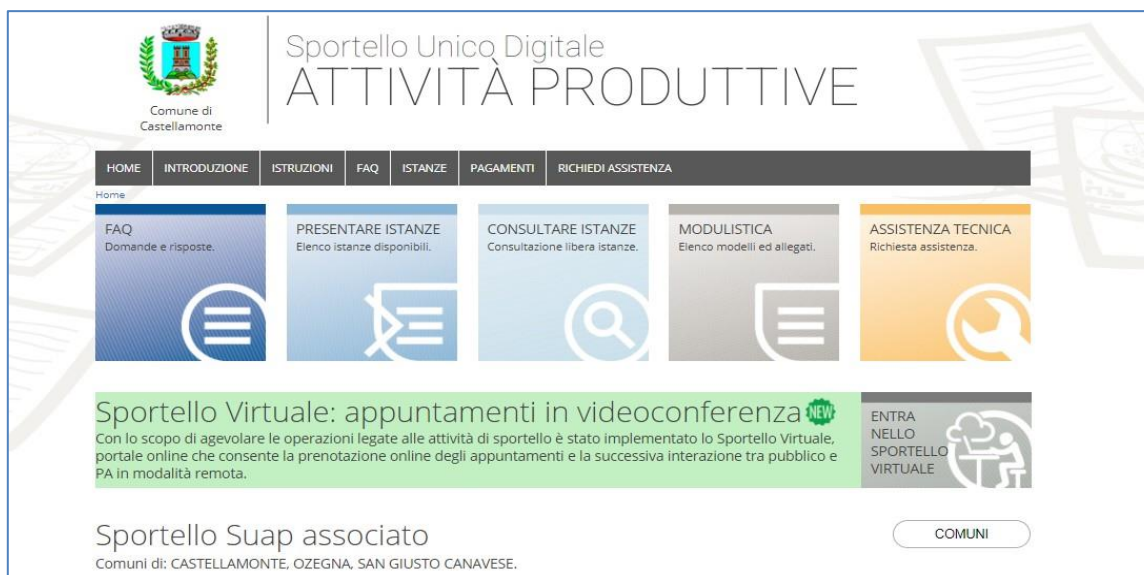 Comune di
Castellamonte
Sportello Unico Digitale
ATTIVITÀ PRODUTTIVE
HOME INTRODUZIONE ISTRUZIONI FAQ ISTANZE PAGAMENTI RICHIEDI ASSISTENZA
Home
FAQ
Domande e risposte.
PRESENTARE ISTANZE
Elenco istanze disponibili.
CONSULTARE ISTANZE
Consultazione libera istanze.
MODULISTICA
Elenco modelli ed allegati.
ASSISTENZA TECNICA
Richiesta assistenza.
Sportello Virtuale: appuntamenti in videoconferenza NEW
Con lo scopo di agevolare le operazioni legate alle attività di sportello è stato implementato lo Sportello Virtuale,
portale online che consente la prenotazione online degli appuntamenti e la successiva interazione tra pubblico e
PA in modalità remota.
ENTRA
NELLO
SPORTELLO
VIRTUALE
Sportello Suap associato
COMUNI
Comuni di: CASTELLAMONTE, OZEGNA, SAN GIUSTO CANAVESE.